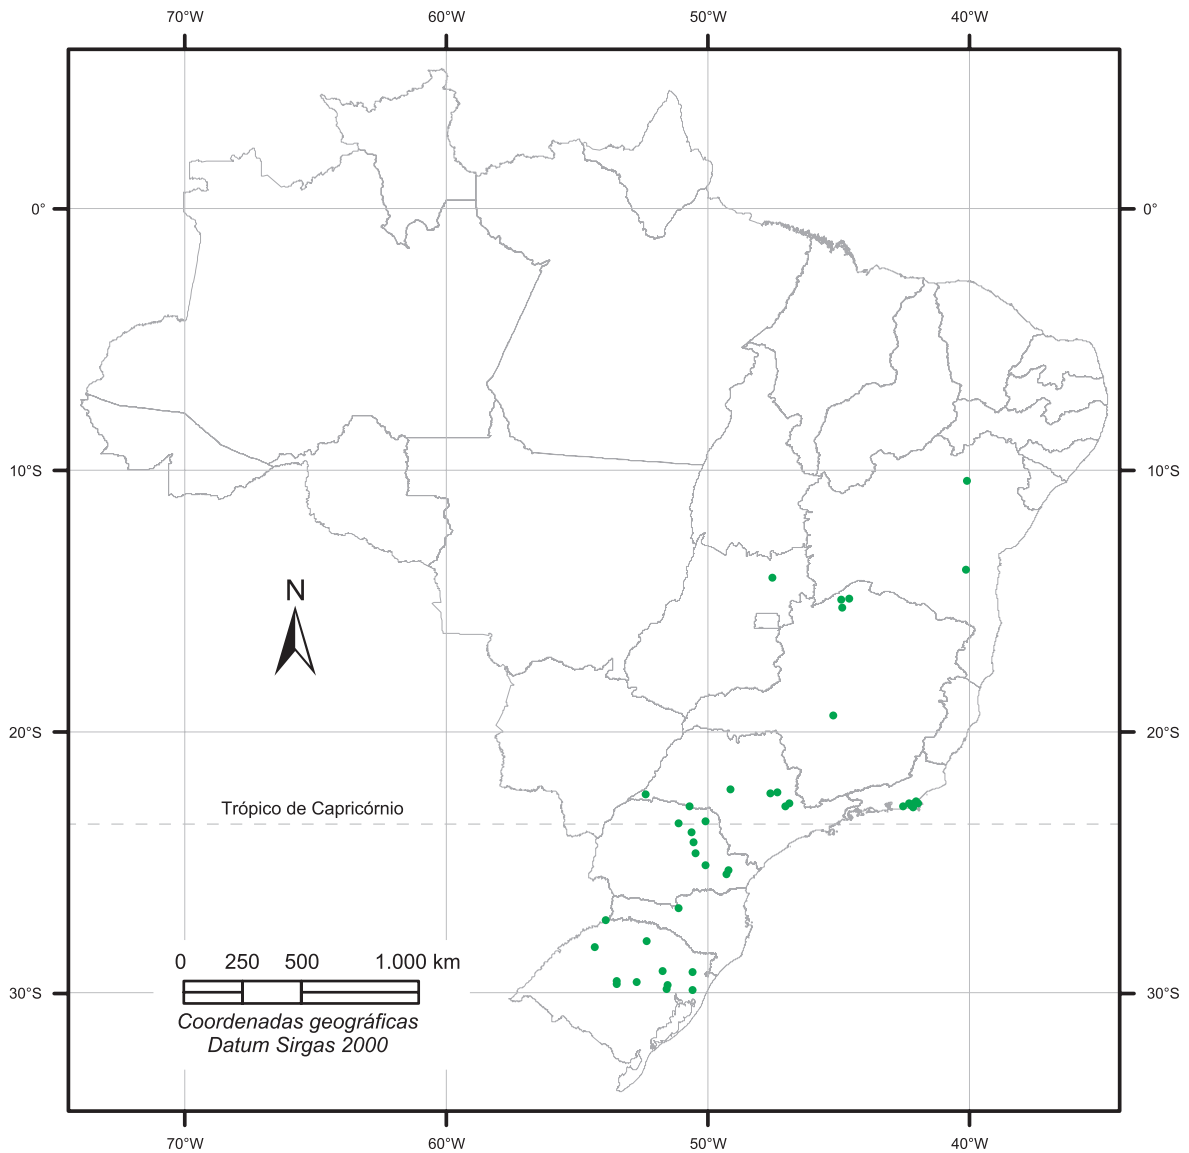 70°W 60°W 50°W 40°W
0° 0°
10°S 10°S
N
20°S 20°S
Trópico de Capricórnio
0 250 500 1.000 km
30°S 30°S
Coordenadas geográficas
Datum Sirgas 2000
70°W 60°W 50°W 40°W